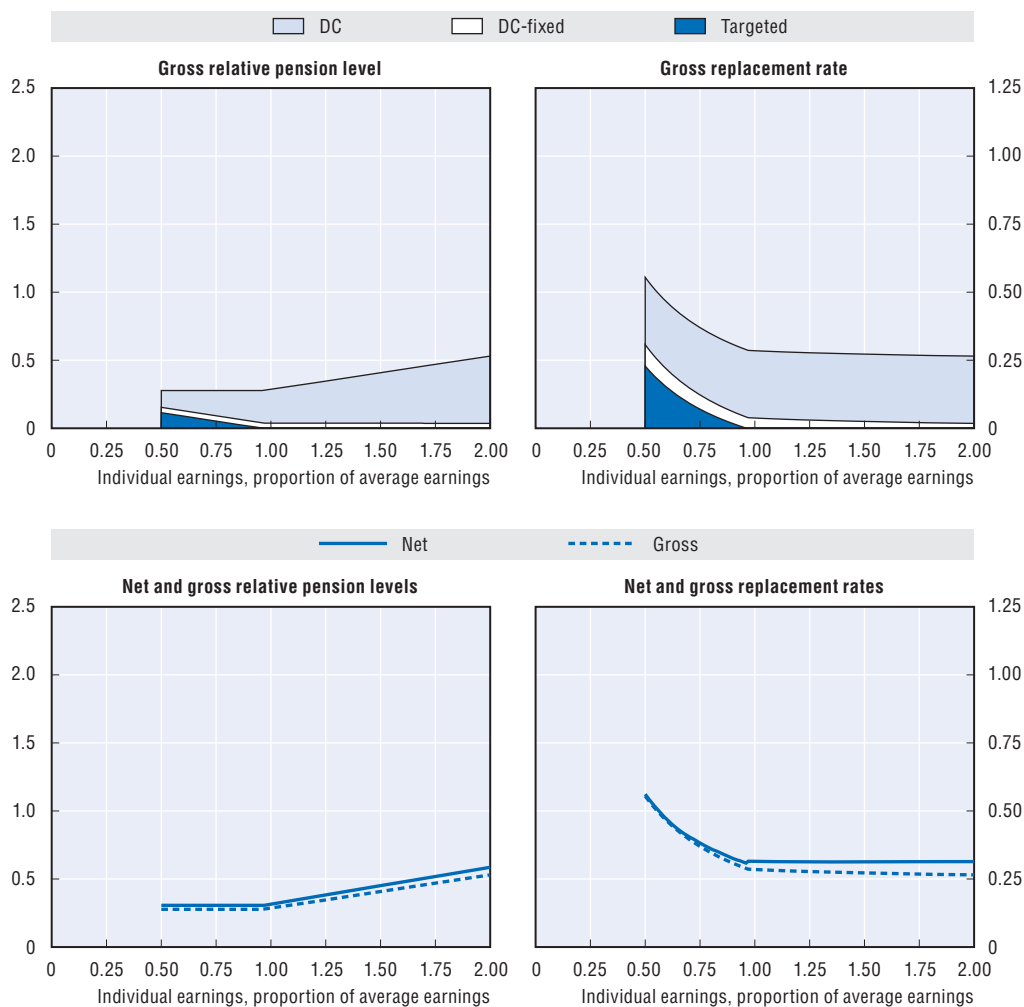 DC DC-fixed Targeted
Gross relative pension level Gross replacement rate
2.5 1.25
2.0 1.00
1.5 0.75
1.0 0.50
0.5 0.25
0 0
0 0.25 0.50 0.75 1.00 1.25 1.50 1.75 2.00 0 0.25 0.50 0.75 1.00 1.25 1.50 1.75 2.00
Individual earnings, proportion of average earnings Individual earnings, proportion of average earnings
Net Gross
Net and gross relative pension levels Net and gross replacement rates
2.5 1.25
2.0 1.00
1.5 0.75
1.0 0.50
0.5 0.25
0 0
0 0.25 0.50 0.75 1.00 1.25 1.50 1.75 2.00 0 0.25 0.50 0.75 1.00 1.25 1.50 1.75 2.00
Individual earnings, proportion of average earnings Individual earnings, proportion of average earnings